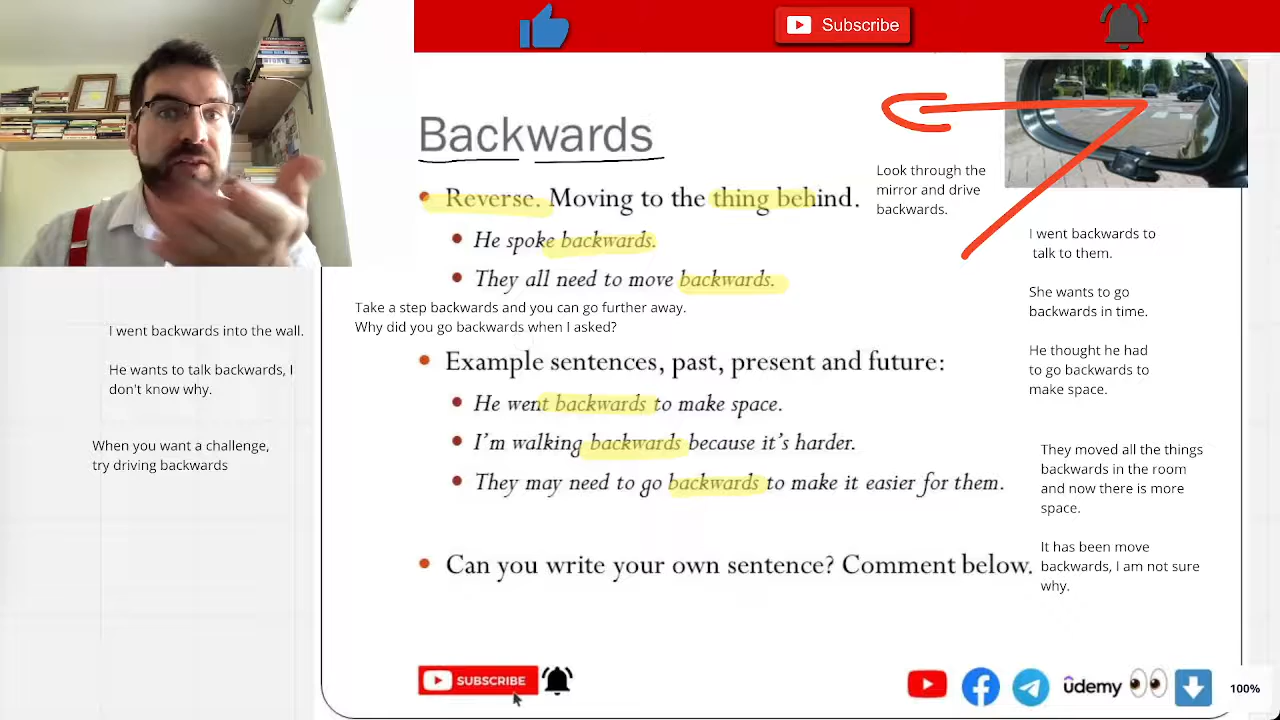 Subscribe
Backwards
Reverse. Moving to the thing behind.
He spoke backwards.
They all need to move backwards.
Take a step backwards and you can go further away.
Why did you go backwards when I asked?
Example sentences, past, present and future:
He went backwards to make space.
I'm walking backwards because it's harder.
They may need to go backwards to make it easier for them.
Can you write your own sentence? Comment below.
I went backwards into the wall.
He wants to talk backwards, I
don't know why.
When you want a challenge,
try driving backwards
Look through the
mirror and drive
backwards.
I went backwards to
talk to them.
She wants to go
backwards in time.
He thought he had
to go backwards to
make space.
They moved all the things
backwards in the room
and now there is more
space.
It has been move
backwards, I am not sure
why.
SUBSCRIBE
ûdemy
100%